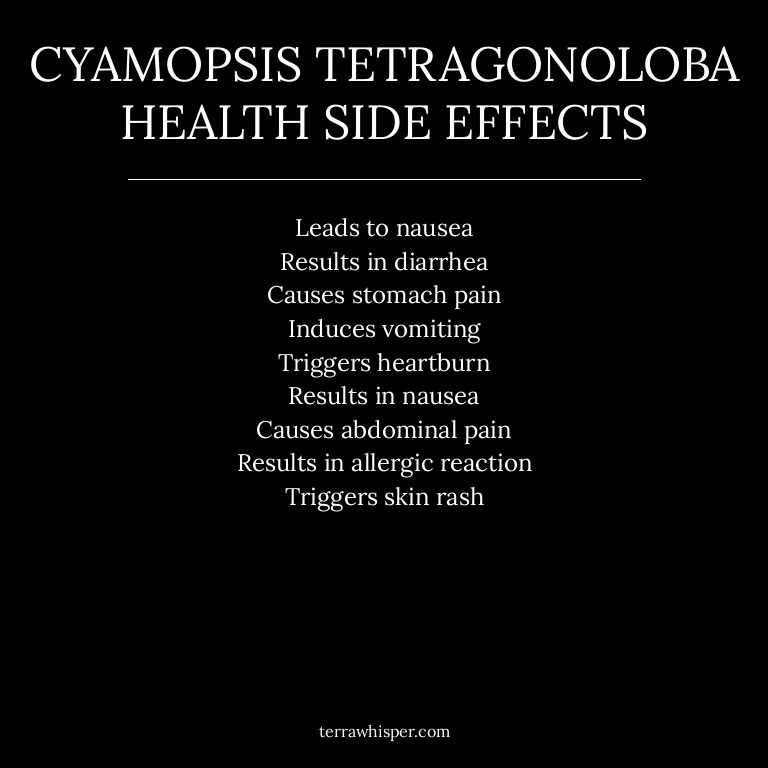 CYAMOPSIS TETRAGONOLOBA
HEALTH SIDE EFFECTS
Leads to nausea
Results in diarrhea
Causes stomach pain
Induces vomiting
Triggers heartburn
Results in nausea
Causes abdominal pain
Results in allergic reaction
Triggers skin rash
terrawhisper.com